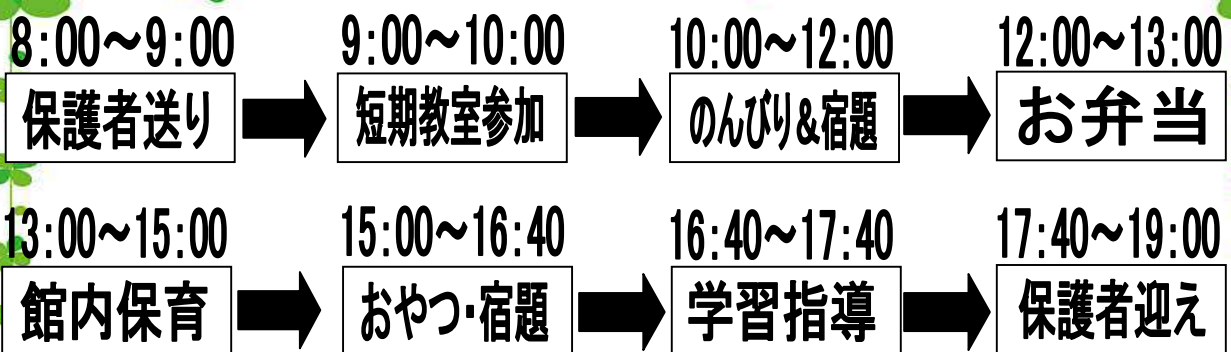 8:00～9:00 9:00～10:00 10:00～12:00 12:00～13:00
保護者送り 短期教室参加 のんびり&宿題 お弁当
13:00～15:00 15:00～16:40 16:40～17:40 17:40～19:00
館内保育 おやつ・宿題 学習指導 保護者迎え